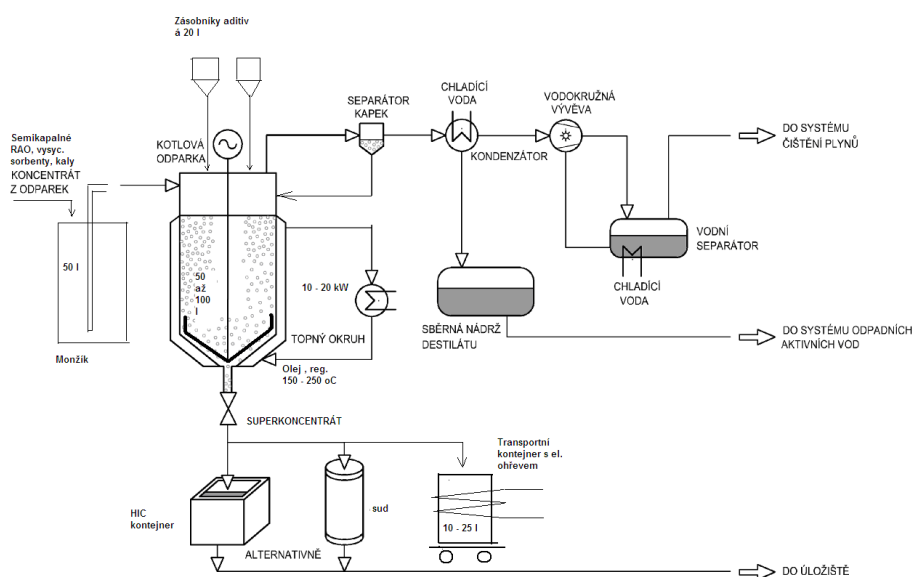 Zásobníky aditiv
á 20 l
Semikapalné
RAO, vysyc.
sorbenty, kaly
KONCENTRÁT
Z ODPAREK
KOTLOVÁ
ODPARKA
SEPARÁTOR
KAPEK
CHLADÍCÍ
VODA
KONDENZÁTOR
VODOKRUŽNÁ
VÝVĚVA
DO SYSTÉMU
ČIŠTĚNÍ PLYNŮ
VODNÍ
SEPARÁTOR
CHLADÍCÍ
VODA
50 l
50
až
100
l
10 - 20 kW
TOPNÝ OKRUH
SBĚRNÁ NÁDRŽ
DESTILÁTU
DO SYSTÉMU ODPADNÍCH
AKTIVNÍCH VOD
Monžík
Olej , reg.
150 - 250 oC
SUPERKONCENTRÁT
Transportní
kontejner s el.
ohřevem
HIC
kontejner
sud
10 - 25 l
ALTERNATIVNĚ
DO ÚLOŽIŠTĚ